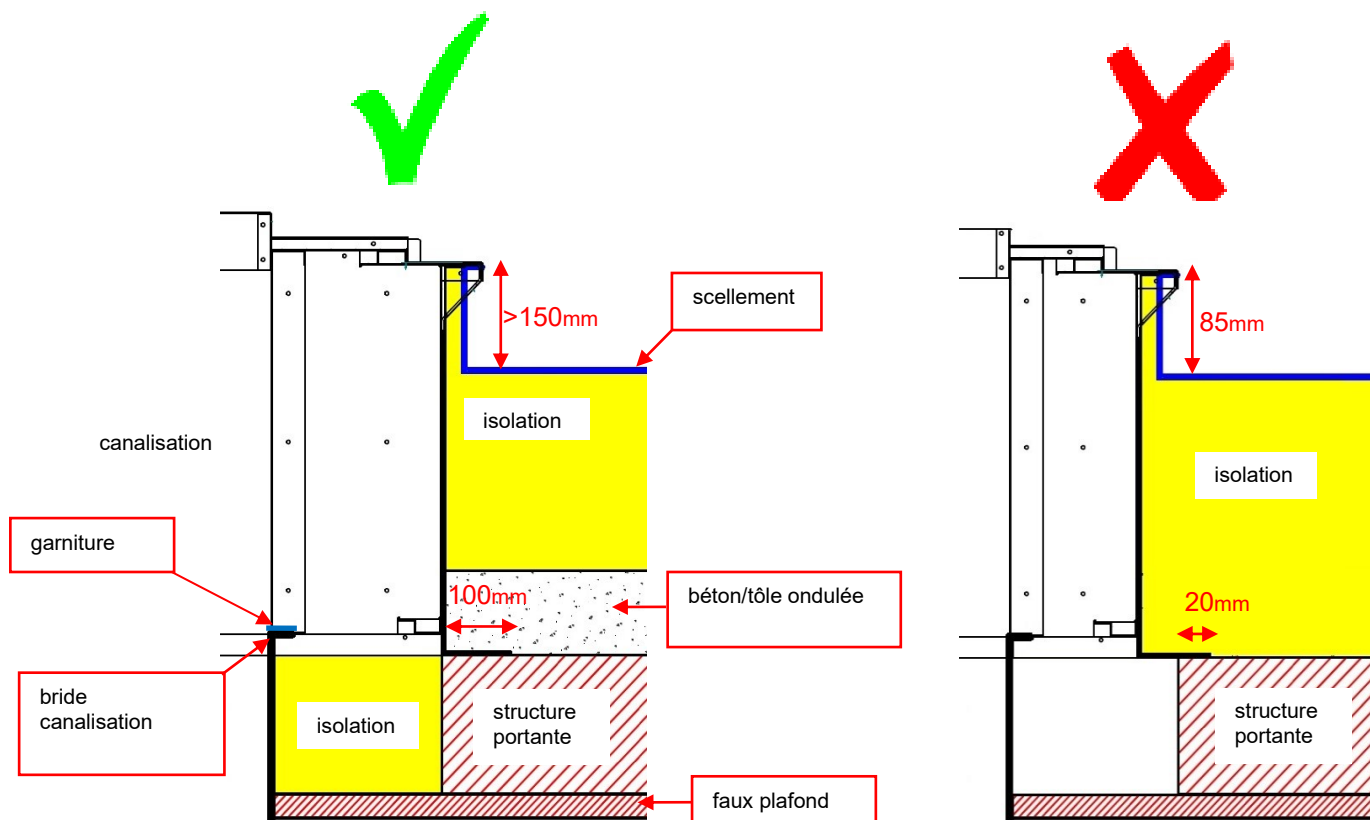 scellement
>150mm
85mm
isolation
canalisation
isolation
garniture
100mm
béton/tôle ondulée
20mm
bride
canalisation
isolation
structure
portante
structure
portante
faux plafond